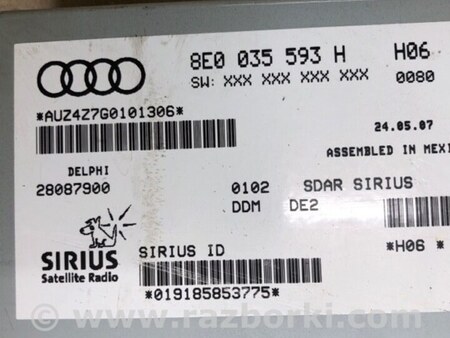 8E0 035 593 H H06
SW: XXX XXX XXX XXX 0080
*AUZ4Z7G0101306*
24.05.07
DELPHI ASSEMBLED IN MEXI
28087900 0102 SDAR SIRIUS
DDM DE2
SIRIUS SIRIUS ID *H06 *
Satellite Radio
*019185853775*
© www.razborki.com